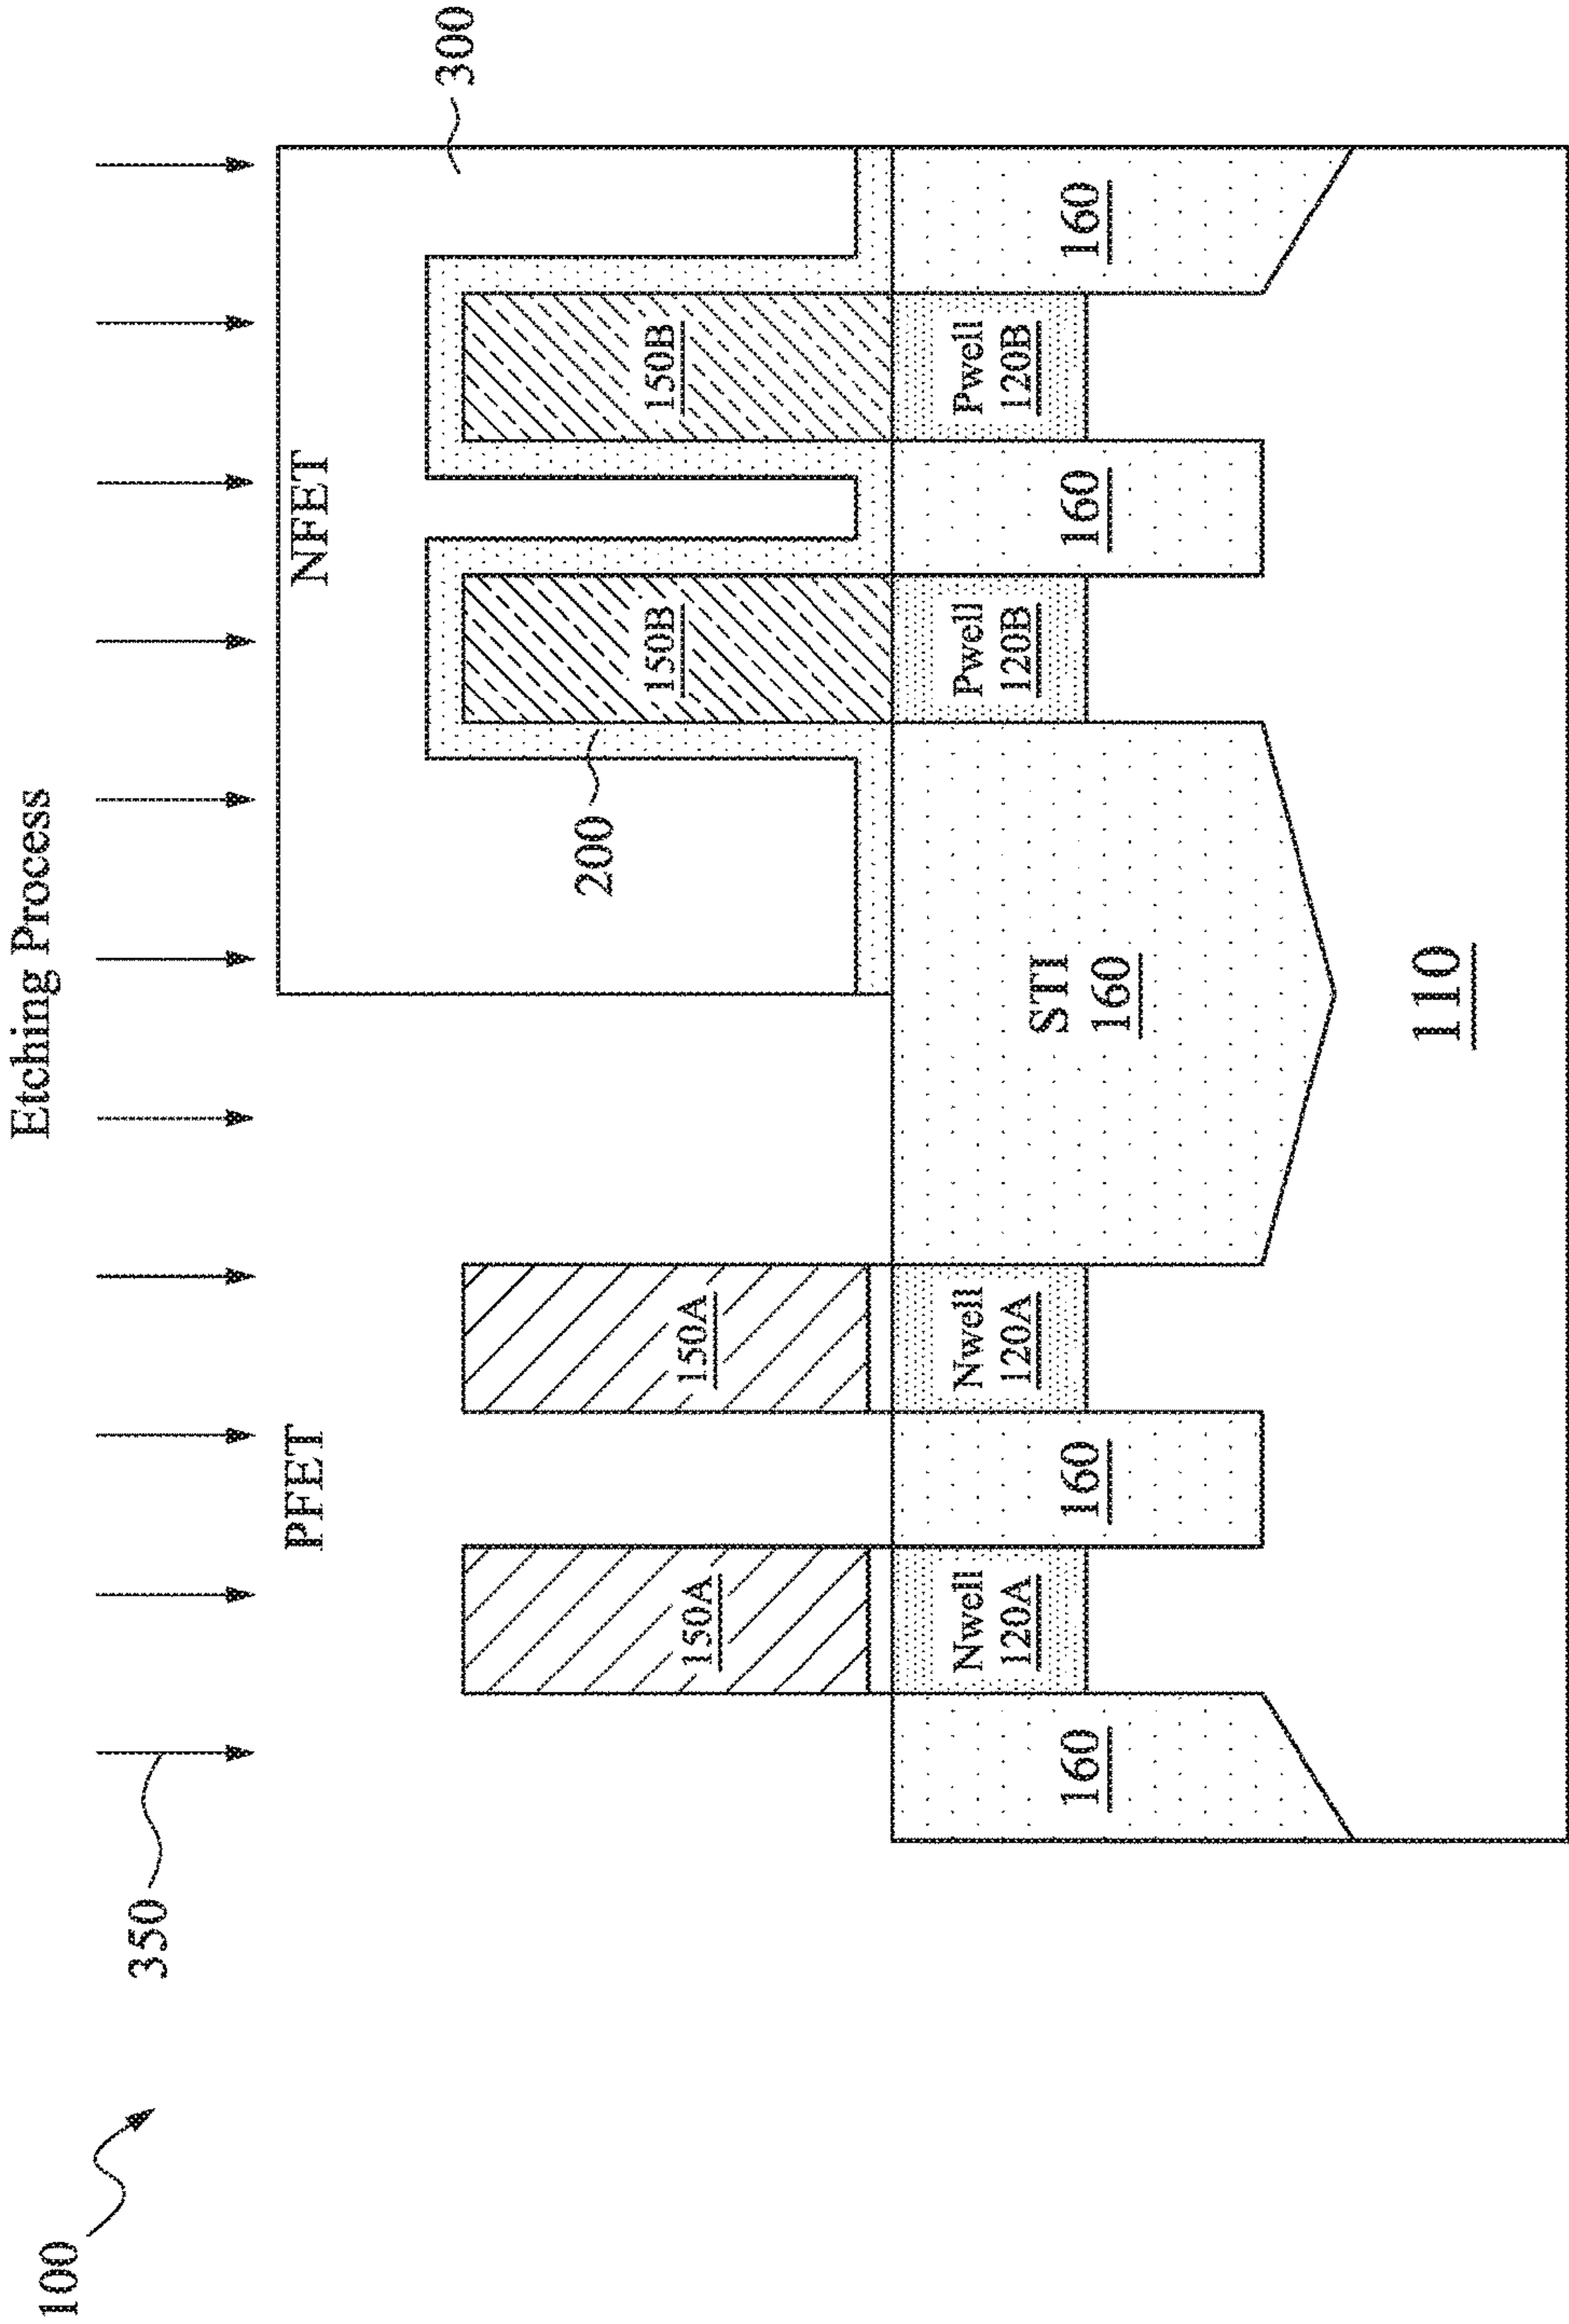 100
350
Etching Process
PFET
NFET
300
200
150A
150A
150B
150B
Nwell
120A
Nwell
120A
Pwell
120B
Pwell
120B
160
160
STI
160
160
160
110